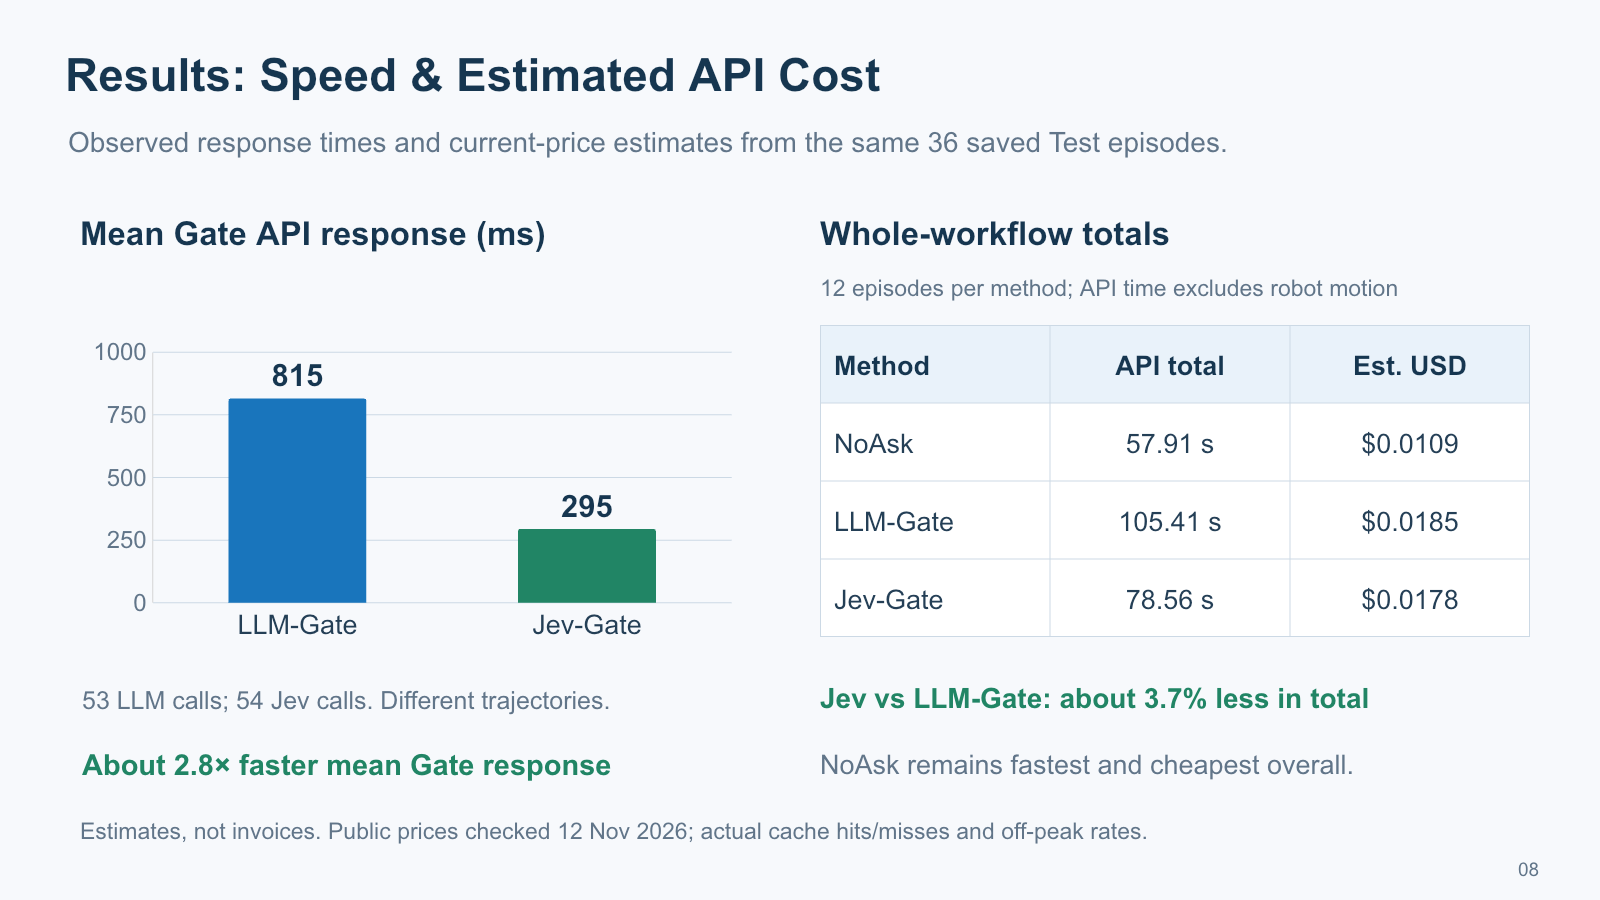 Results: Speed & Estimated API Cost
Observed response times and current-price estimates from the same 36 saved Test episodes.
Mean Gate API response (ms)
1000
750
500
250
0
815
295
LLM-Gate
Jev-Gate
53 LLM calls; 54 Jev calls. Different trajectories.
About 2.8× faster mean Gate response
Whole-workflow totals
12 episodes per method; API time excludes robot motion
Method API total Est. USD
NoAsk 57.91 s $0.0109
LLM-Gate 105.41 s $0.0185
Jev-Gate 78.56 s $0.0178
Jev vs LLM-Gate: about 3.7% less in total
NoAsk remains fastest and cheapest overall.
Estimates, not invoices. Public prices checked 12 Nov 2026; actual cache hits/misses and off-peak rates.
08